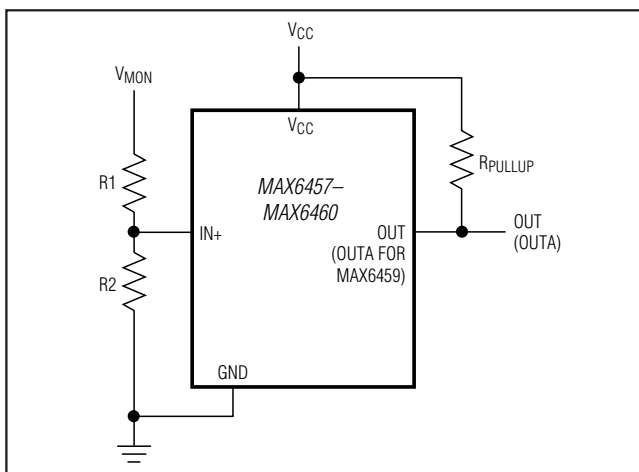 VCC
VMON
VCC
R1
MAX6457–
MAX6460
RPULLUP
IN+
OUT
(OUTA FOR
MAX6459)
OUT
(OUTA)
R2
GND